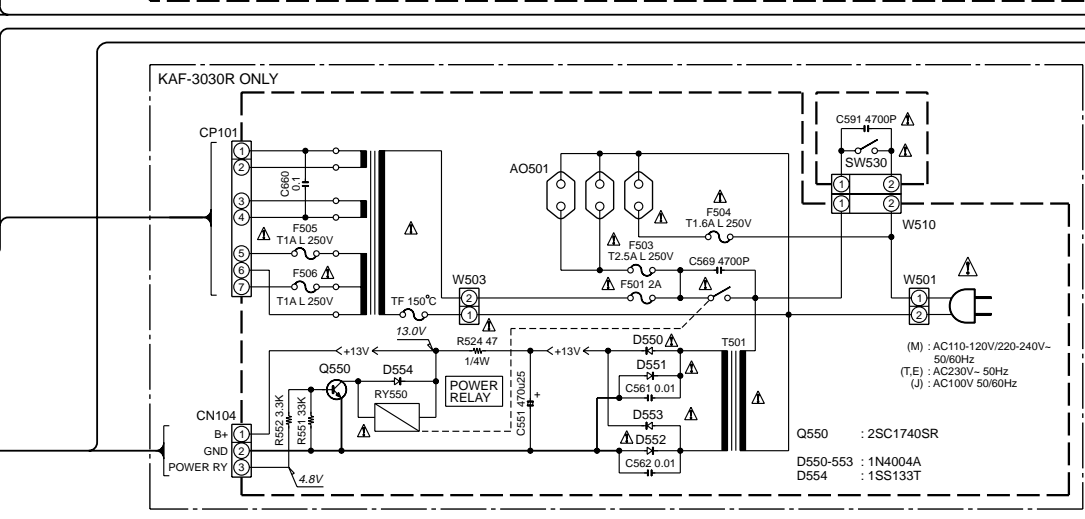 KAF-3030R ONLY
CP101
1
2
3
4
5
6
7
C660
0.1
F505
T1A L 250V
F506
T1A L 250V
TF 150°C
W503
2
1
AO501
F504
T1.6A L 250V
F503
T2.5A L 250V
C569 4700P
F501 2A
C591 4700P
SW530
1 2
1 2
W510
W501
1
2
(M) : AC110-120V/220-240V~
50/60Hz
(T,E) : AC230V~ 50Hz
(J) : AC100V 50/60Hz
13.0V
+13V
R524 47
1/4W
+13V
Q550
D554
RY550
POWER
RELAY
C551 470u25
+
D550
D551
C561 0.01
D553
D552
C562 0.01
T501
R552 3.3K
R551 33K
CN104
B+ 1
GND 2
POWER RY 3
4.8V
Q550 : 2SC1740SR
D550-553 : 1N4004A
D554 : 1SS133T